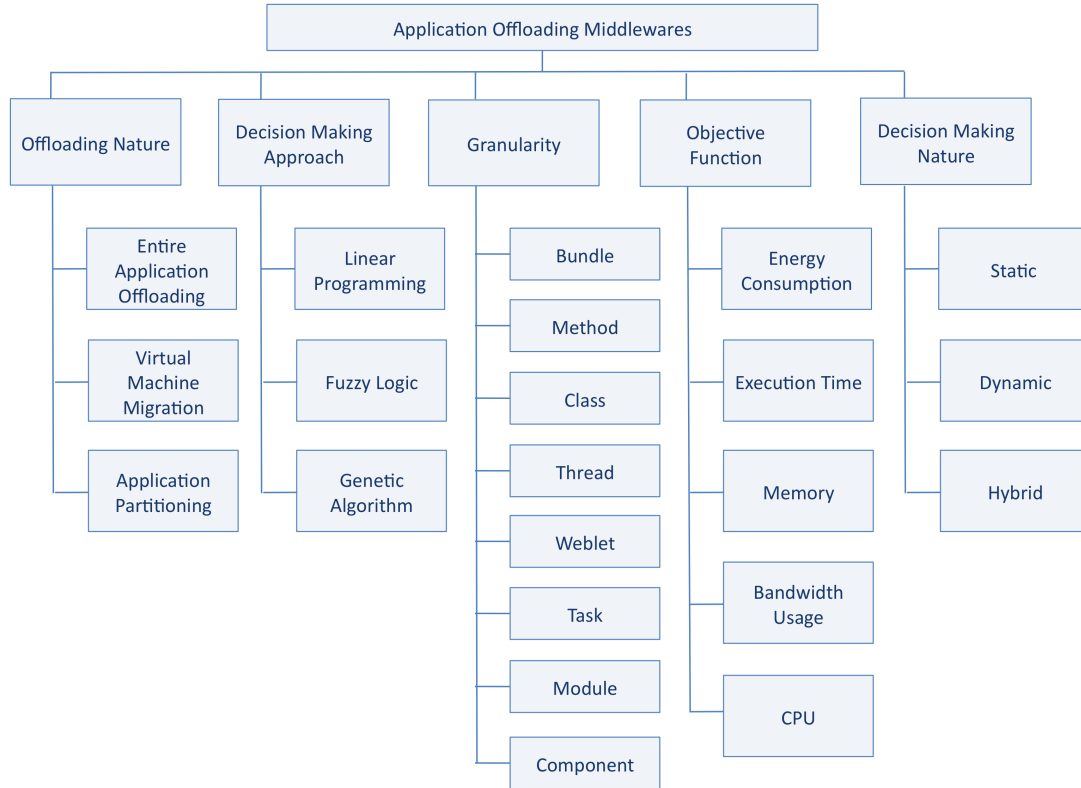 Application Offloading Middlewares
Offloading Nature
Decision Making
Approach
Granularity
Objective
Function
Decision Making
Nature
Entire
Application
Offloading
Virtual
Machine
Migration
Application
Partitioning
Linear
Programming
Fuzzy Logic
Genetic
Algorithm
Bundle
Method
Class
Thread
Weblet
Task
Module
Component
Energy
Consumption
Execution Time
Memory
Bandwidth
Usage
CPU
Static
Dynamic
Hybrid